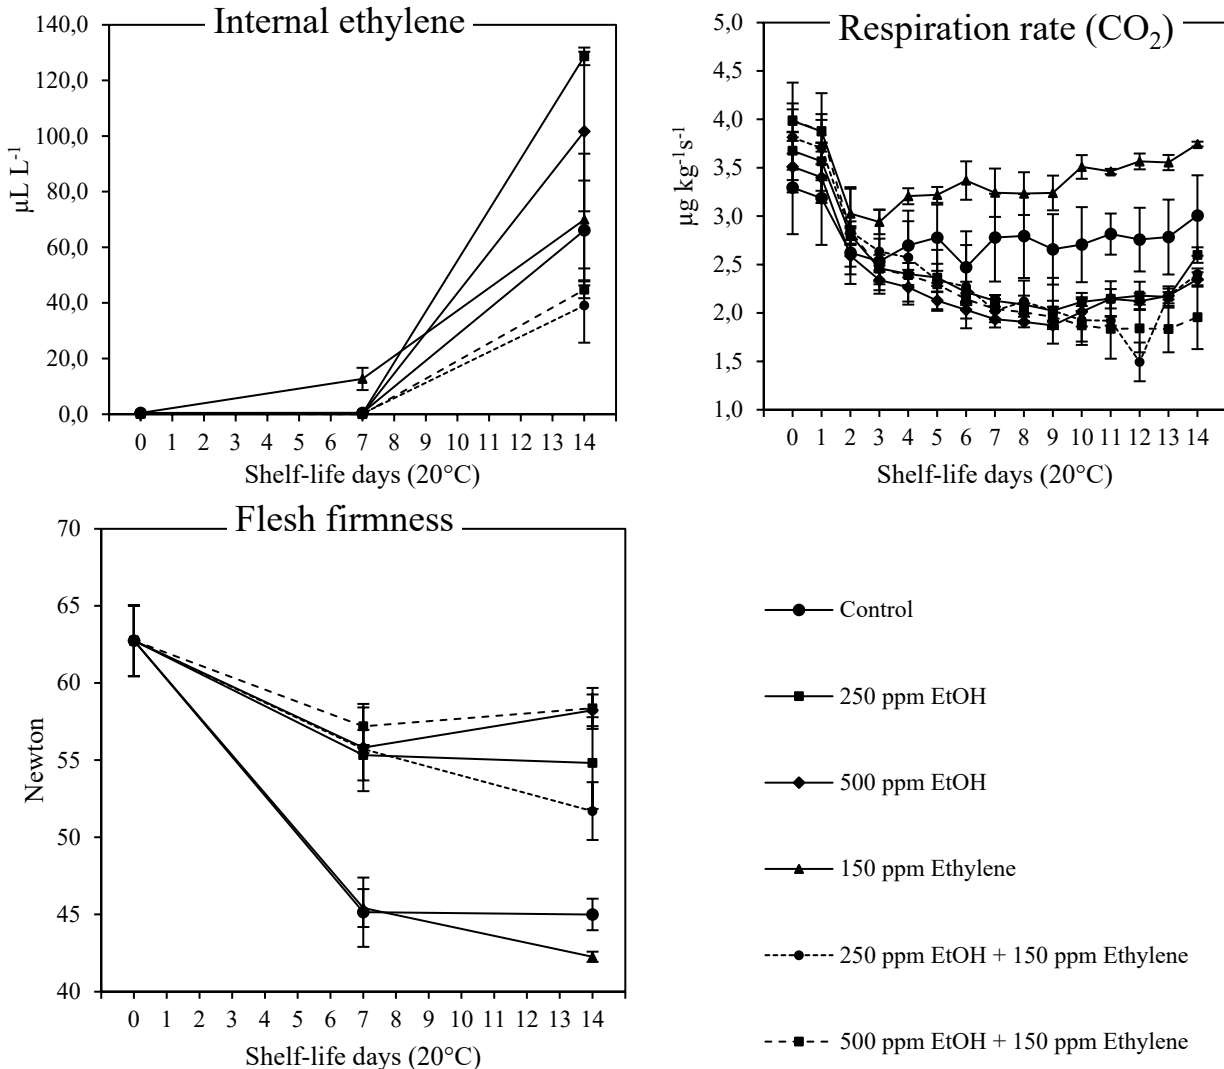 Internal ethylene
140,0
120,0
100,0
80,0
60,0
40,0
20,0
0,0
µL L-1
0 1 2 3 4 5 6 7 8 9 10 11 12 13 14
Shelf-life days (20°C)
Respiration rate (CO2)
5,0
4,5
4,0
3,5
3,0
2,5
2,0
1,5
1,0
µg kg-1s-1
0 1 2 3 4 5 6 7 8 9 10 11 12 13 14
Shelf-life days (20°C)
Flesh firmness
70
65
60
55
50
45
40
Newton
0 1 2 3 4 5 6 7 8 9 10 11 12 13 14
Shelf-life days (20°C)
Control
250 ppm EtOH
500 ppm EtOH
150 ppm Ethylene
250 ppm EtOH + 150 ppm Ethylene
500 ppm EtOH + 150 ppm Ethylene